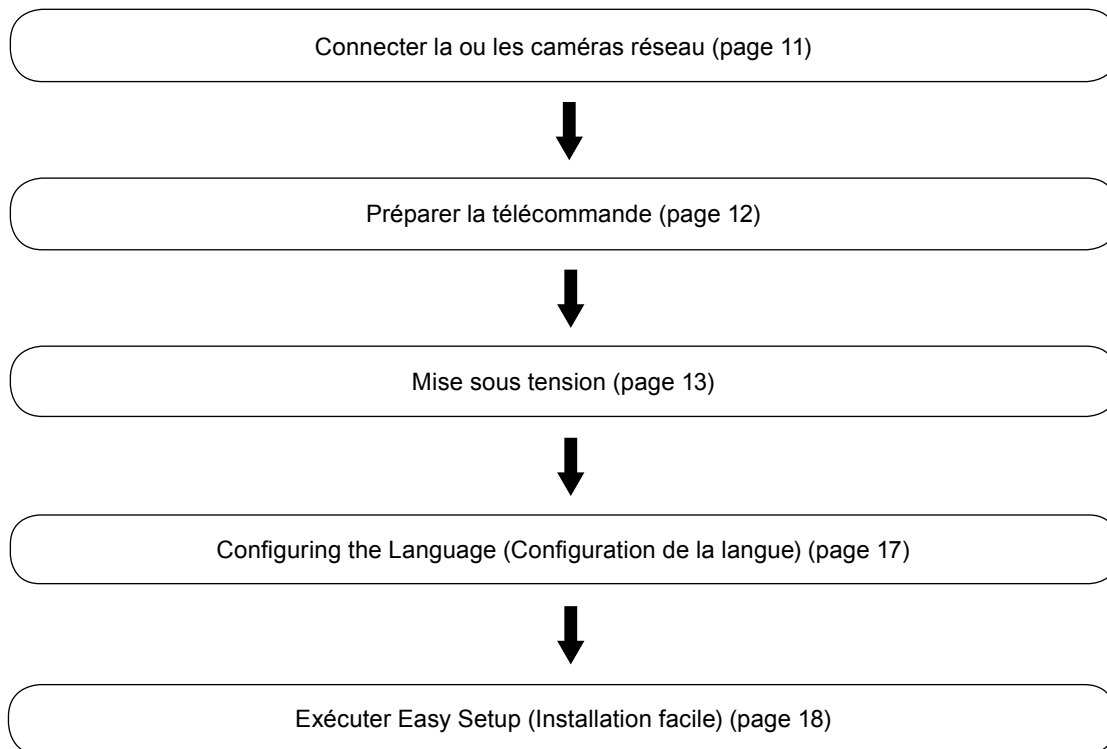 Connecter la ou les caméras réseau (page 11)
Préparer la télécommande (page 12)
Mise sous tension (page 13)
Configuring the Language (Configuration de la langue) (page 17)
Exécuter Easy Setup (Installation facile) (page 18)